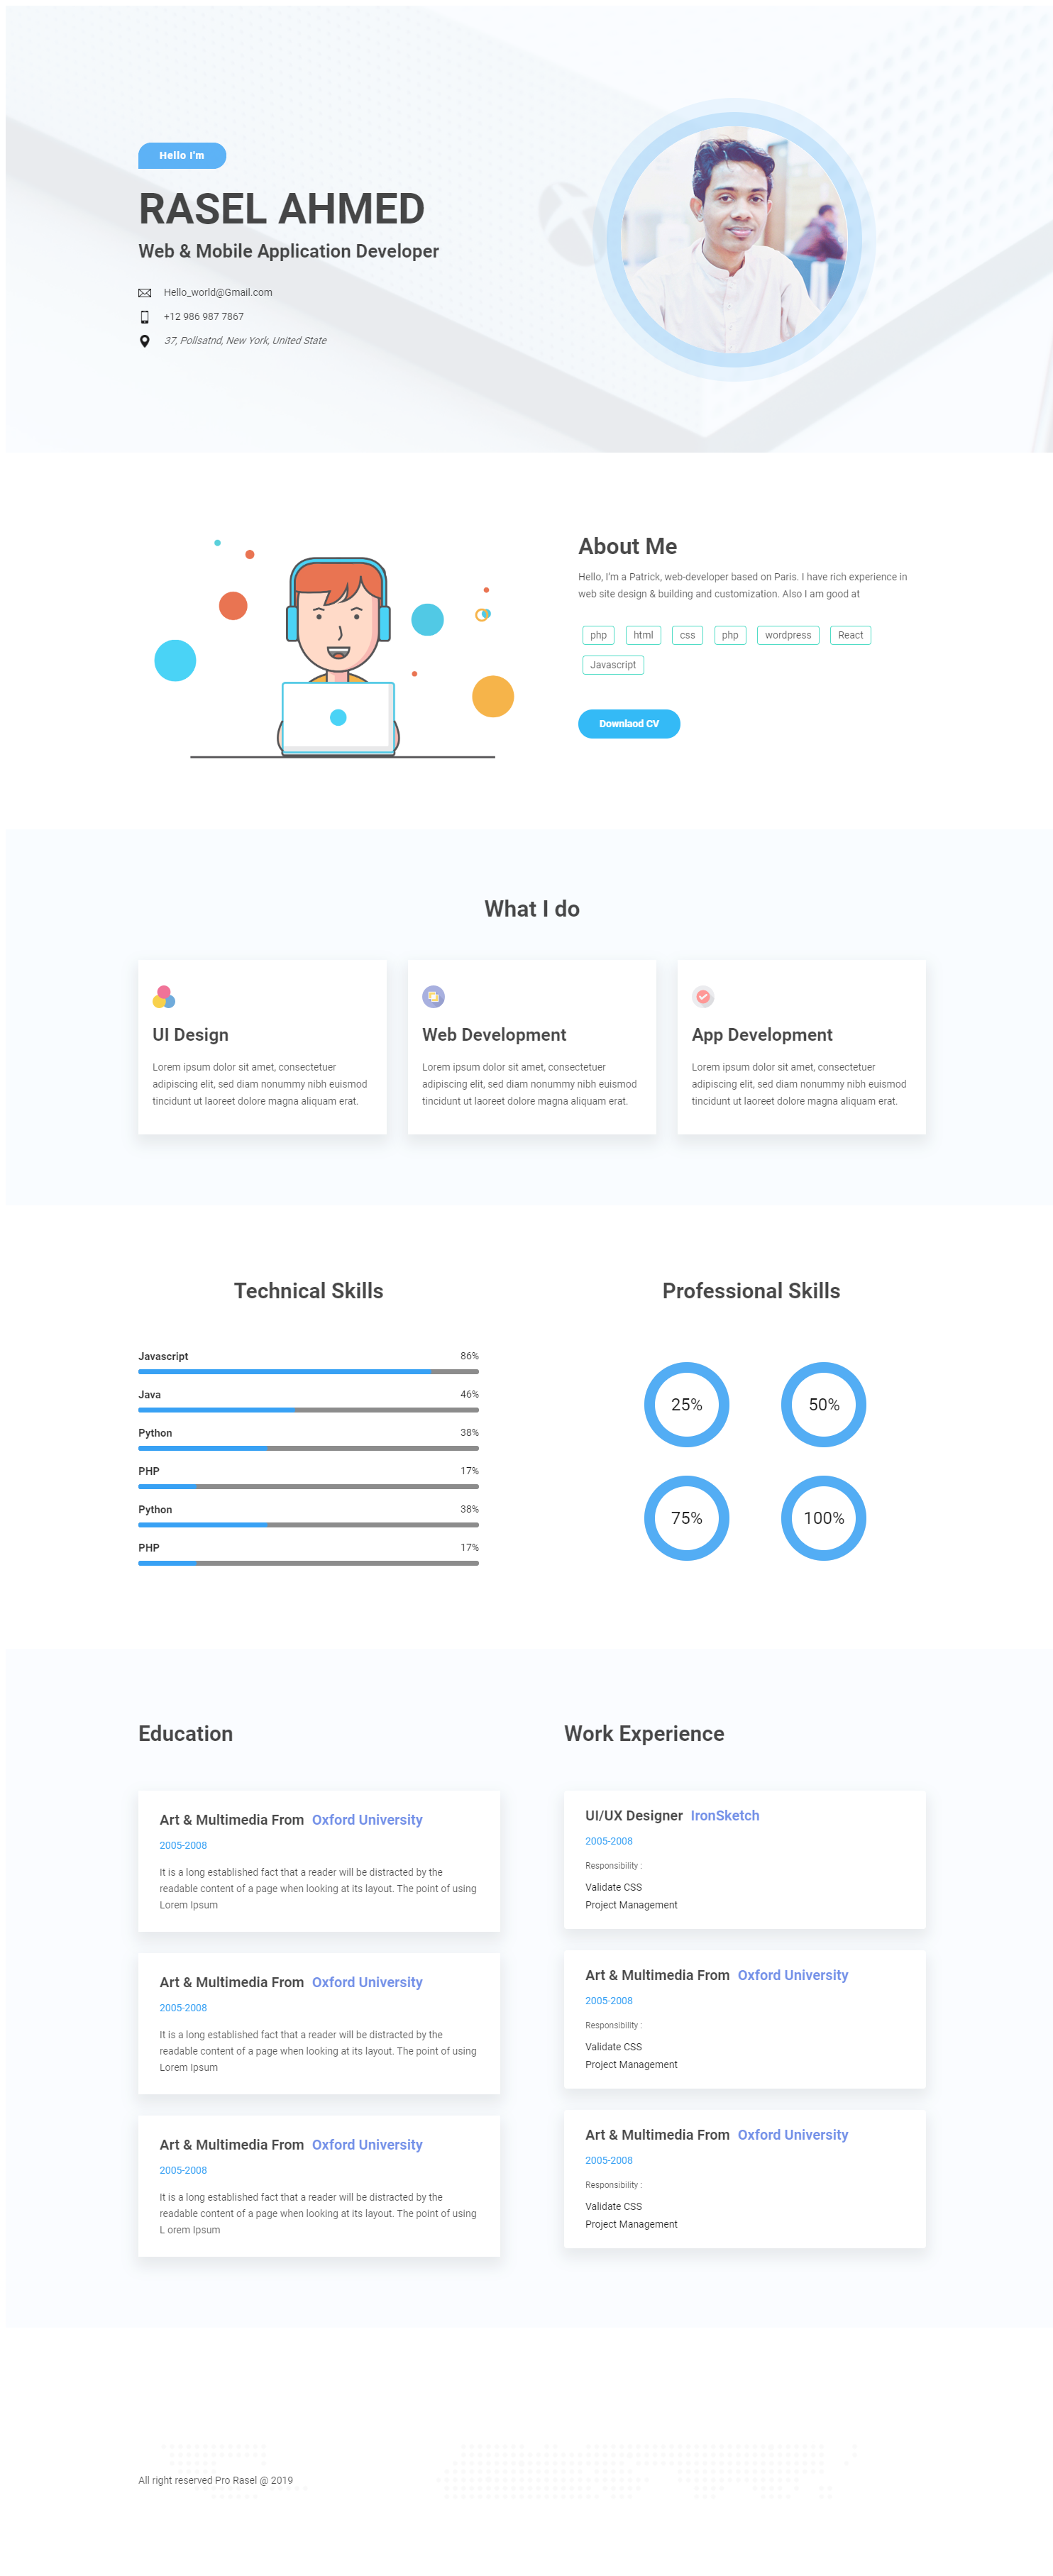 Hello I'm
RASEL AHMED
Web & Mobile Application Developer
Hello_world@Gmail.com
+12 986 987 7867
37, Pollsatnd, New York, United State
About Me
Hello, I'm a Patrick, web-developer based on Paris. I have rich experience in
web site design & building and customization. Also I am good at
php html css php wordpress React
Javascript
Downlaod CV
What I do
UI Design
Lorem ipsum dolor sit amet, consectetuer
adipiscing elit, sed diam nonummy nibh euismod
tincidunt ut laoreet dolore magna aliquam erat.
Web Development
Lorem ipsum dolor sit amet, consectetuer
adipiscing elit, sed diam nonummy nibh euismod
tincidunt ut laoreet dolore magna aliquam erat.
App Development
Lorem ipsum dolor sit amet, consectetuer
adipiscing elit, sed diam nonummy nibh euismod
tincidunt ut laoreet dolore magna aliquam erat.
Technical Skills
Javascript 86%
Java 46%
Python 38%
PHP 17%
Python 38%
PHP 17%
Professional Skills
25% 50%
75% 100%
Education
Art & Multimedia From Oxford University
2005-2008
It is a long established fact that a reader will be distracted by the
readable content of a page when looking at its layout. The point of using
Lorem Ipsum
Art & Multimedia From Oxford University
2005-2008
It is a long established fact that a reader will be distracted by the
readable content of a page when looking at its layout. The point of using
Lorem Ipsum
Art & Multimedia From Oxford University
2005-2008
It is a long established fact that a reader will be distracted by the
readable content of a page when looking at its layout. The point of using
L orem Ipsum
Work Experience
UI/UX Designer IronSketch
2005-2008
Responsibility :
Validate CSS
Project Management
Art & Multimedia From Oxford University
2005-2008
Responsibility :
Validate CSS
Project Management
Art & Multimedia From Oxford University
2005-2008
Responsibility :
Validate CSS
Project Management
All right reserved Pro Rasel @ 2019